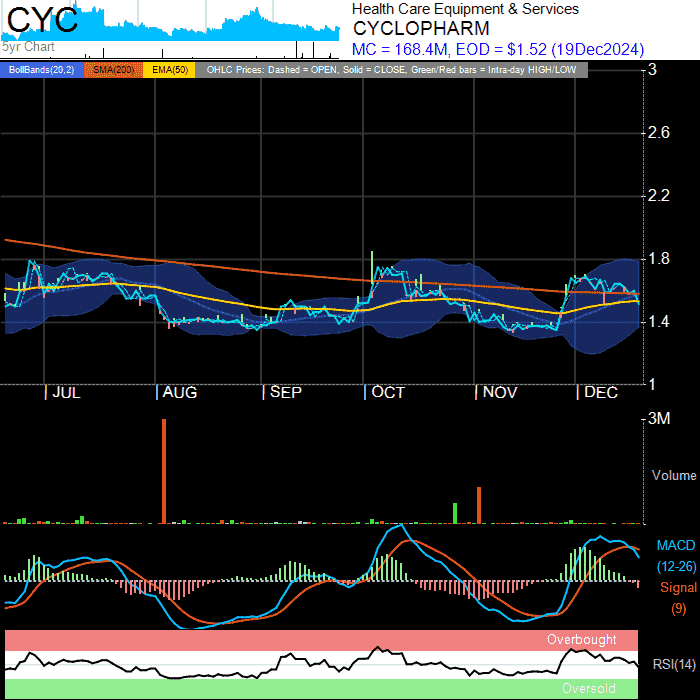 CYC
5yr Chart
Health Care Equipment & Services
CYCLOPHARM
MC = 168.4M, EOD = $1.52 (19Dec2024)
BollBands(20,2) SMA(200) EMA(50) OHLC Prices: Dashed = OPEN, Solid = CLOSE, Green/Red bars = Intra-day HIGH/LOW
3
2.6
2.2
1.8
1.4
1
| JUL | AUG | SEP | OCT | NOV | DEC
3M
Volume
MACD
(12-26)
Signal
(9)
Overbought
RSI(14)
Oversold